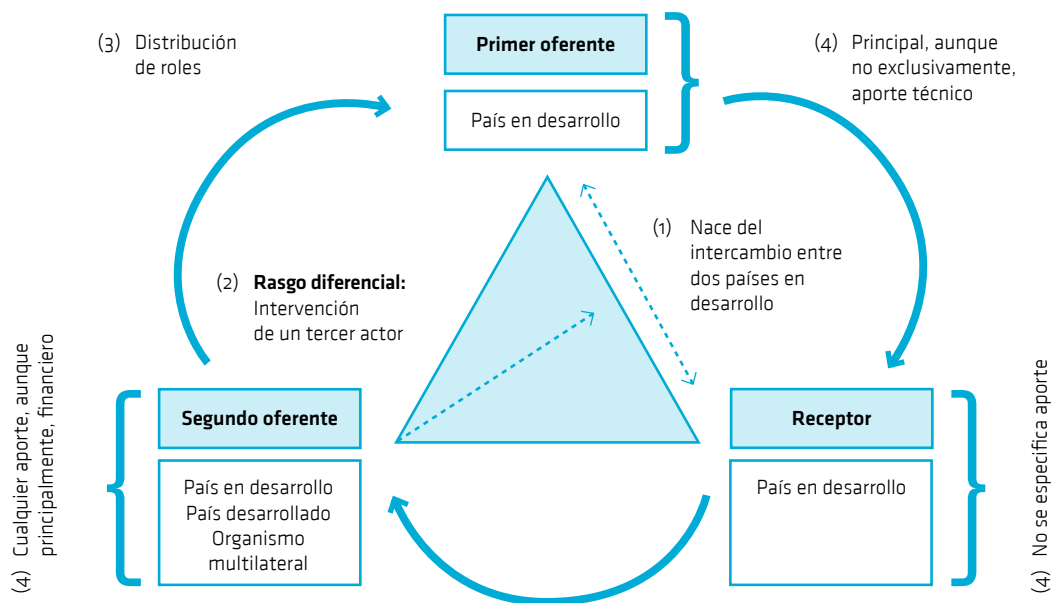 (3) Distribución
de roles
Primer oferente
País en desarrollo
(4) Principal, aunque
no exclusivamente,
aporte técnico
(1) Nace del
intercambio entre
dos países en
desarrollo
(2) Rasgo diferencial:
Intervención
de un tercer actor
(4) Cualquier aporte, aunque
principalmente, financiero
Segundo oferente
País en desarrollo
País desarrollado
Organismo
multilateral
Receptor
País en desarrollo
(4) No se especifica aporte